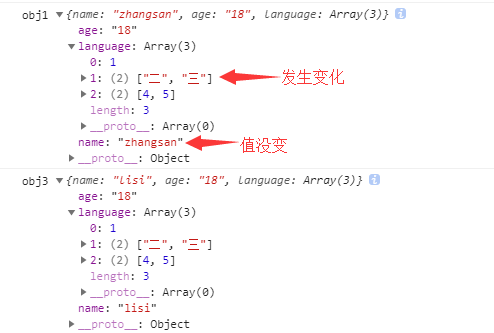 obj1 ▼{name: "zhangsan", age: "18", language: Array(3)} i
age: "18"
▼language: Array(3)
0: 1
▶1: (2) ["二", "三"] 发生变化
▶2: (2) [4, 5]
length: 3
▶__proto__: Array(0)
name: "zhangsan" 值没变
▶__proto__: Object
obj3 ▼{name: "lisi", age: "18", language: Array(3)} i
age: "18"
▼language: Array(3)
0: 1
▶1: (2) ["二", "三"]
▶2: (2) [4, 5]
length: 3
▶__proto__: Array(0)
name: "lisi"
▶__proto__: Object